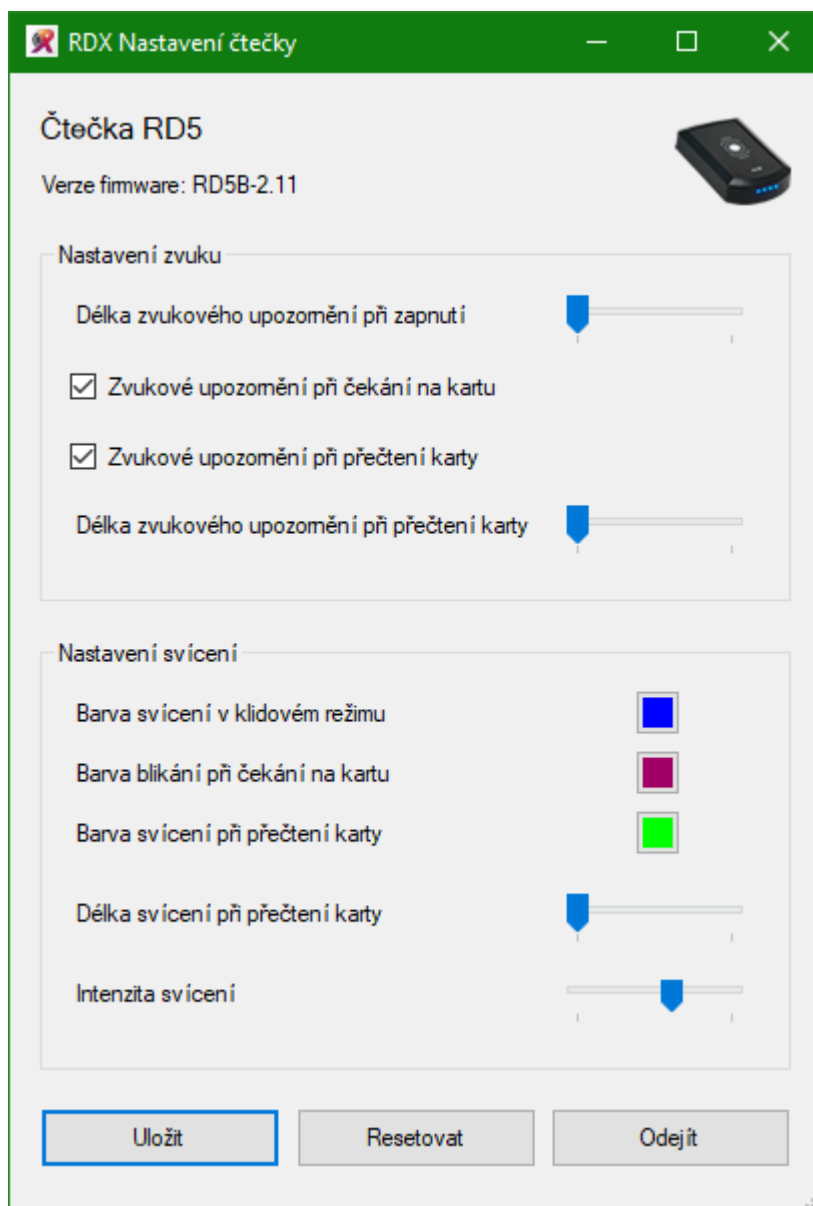 RDX Nastavení čtečky
Čtečka RD5
Verze firmware: RD5B-2.11
Nastavení zvuku
Délka zvukového upozornění při zapnutí
Zvukové upozornění při čekání na kartu
Zvukové upozornění při přečtení karty
Délka zvukového upozornění při přečtení karty
Nastavení svícení
Barva svícení v klidovém režimu
Barva blikání při čekání na kartu
Barva svícení při přečtení karty
Délka svícení při přečtení karty
Intenzita svícení
Uložit
Resetovat
Odejít